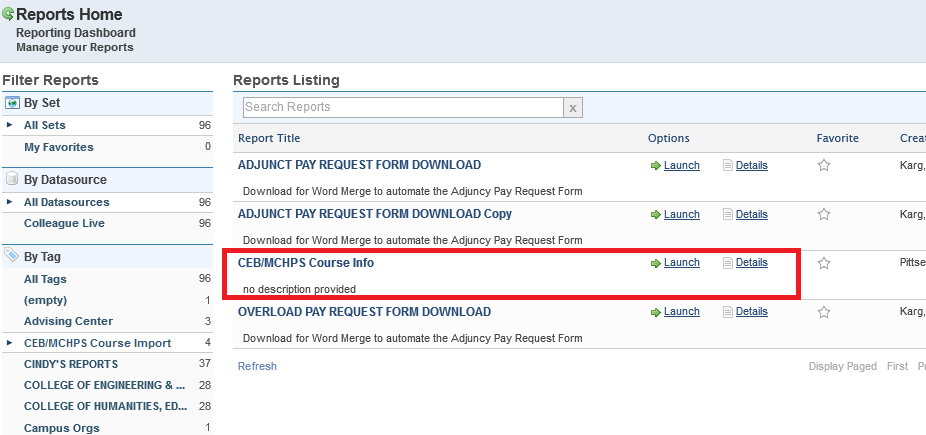 Reports Home
Reporting Dashboard
Manage your Reports
Filter Reports
By Set
All Sets 96
My Favorites 0
By Datasource
All Datasources 96
Colleague Live 96
By Tag
All Tags 96
(empty) 1
Advising Center 3
CEB/MCHPS Course Import 4
CINDY'S REPORTS 37
COLLEGE OF ENGINEERING & ... 28
COLLEGE OF HUMANITIES, ED... 28
Campus Orgs 1
Reports Listing
Search Reports x
Report Title Options Favorite Creat
ADJUNCT PAY REQUEST FORM DOWNLOAD Launch Details Karg,
Download for Word Merge to automate the Adjuncy Pay Request Form
ADJUNCT PAY REQUEST FORM DOWNLOAD Copy Launch Details Karg,
Download for Word Merge to automate the Adjuncy Pay Request Form
CEB/MCHPS Course Info Launch Details Pittse
no description provided
OVERLOAD PAY REQUEST FORM DOWNLOAD Launch Details Karg,
Download for Word Merge to automate the Adjuncy Pay Request Form
Refresh Display Paged First Pr